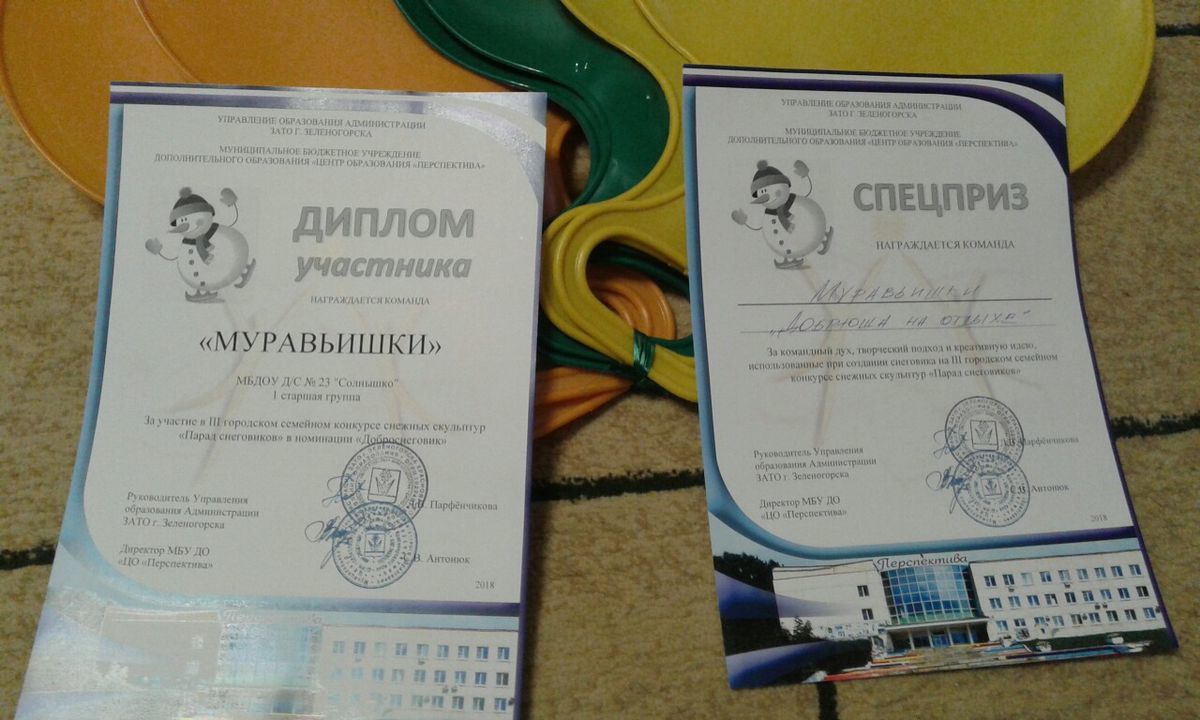 УПРАВЛЕНИЕ ОБРАЗОВАНИЯ АДМИНИСТРАЦИИ
ЗАТО Г. ЗЕЛЕНОГОРСКА
МУНИЦИПАЛЬНОЕ БЮДЖЕТНОЕ УЧРЕЖДЕНИЕ
ДОПОЛНИТЕЛЬНОГО ОБРАЗОВАНИЯ «ЦЕНТР ОБРАЗОВАНИЯ «ПЕРСПЕКТИВА»
ДИПЛОМ
участника
НАГРАЖДАЕТСЯ КОМАНДА
«МУРАВЬИШКИ»
МБДОУ Д/С № 23 "Солнышко"
1 старшая группа
За участие в III городском семейном конкурсе снежных скульптур
«Парад снеговиков» в номинации «Доброснеговик»
Руководитель Управления
образования Администрации
ЗАТО г. Зеленогорска
Парфёнчикова
Директор МБУ ДО
«ЦО «Перспектива»
В. Антонюк
2018
УПРАВЛЕНИЕ ОБРАЗОВАНИЯ АДМИНИСТРАЦИИ
ЗАТО Г. ЗЕЛЕНОГОРСКА
МУНИЦИПАЛЬНОЕ БЮДЖЕТНОЕ УЧРЕЖДЕНИЕ
ДОПОЛНИТЕЛЬНОГО ОБРАЗОВАНИЯ «ЦЕНТР ОБРАЗОВАНИЯ «ПЕРСПЕКТИВА»
СПЕЦПРИЗ
НАГРАЖДАЕТСЯ КОМАНДА
Муравьишки
„Добрюша на отдыхе"
За командный дух, творческий подход и креативную идею,
использованные при создании снеговика на III городском семейном
конкурсе снежных скульптур «Парад снеговиков»
Руководитель Управления
образования Администрации
ЗАТО г. Зеленогорска
Парфёнчикова
Директор МБУ ДО
«ЦО «Перспектива»
Антонюк
2018
Перспектива